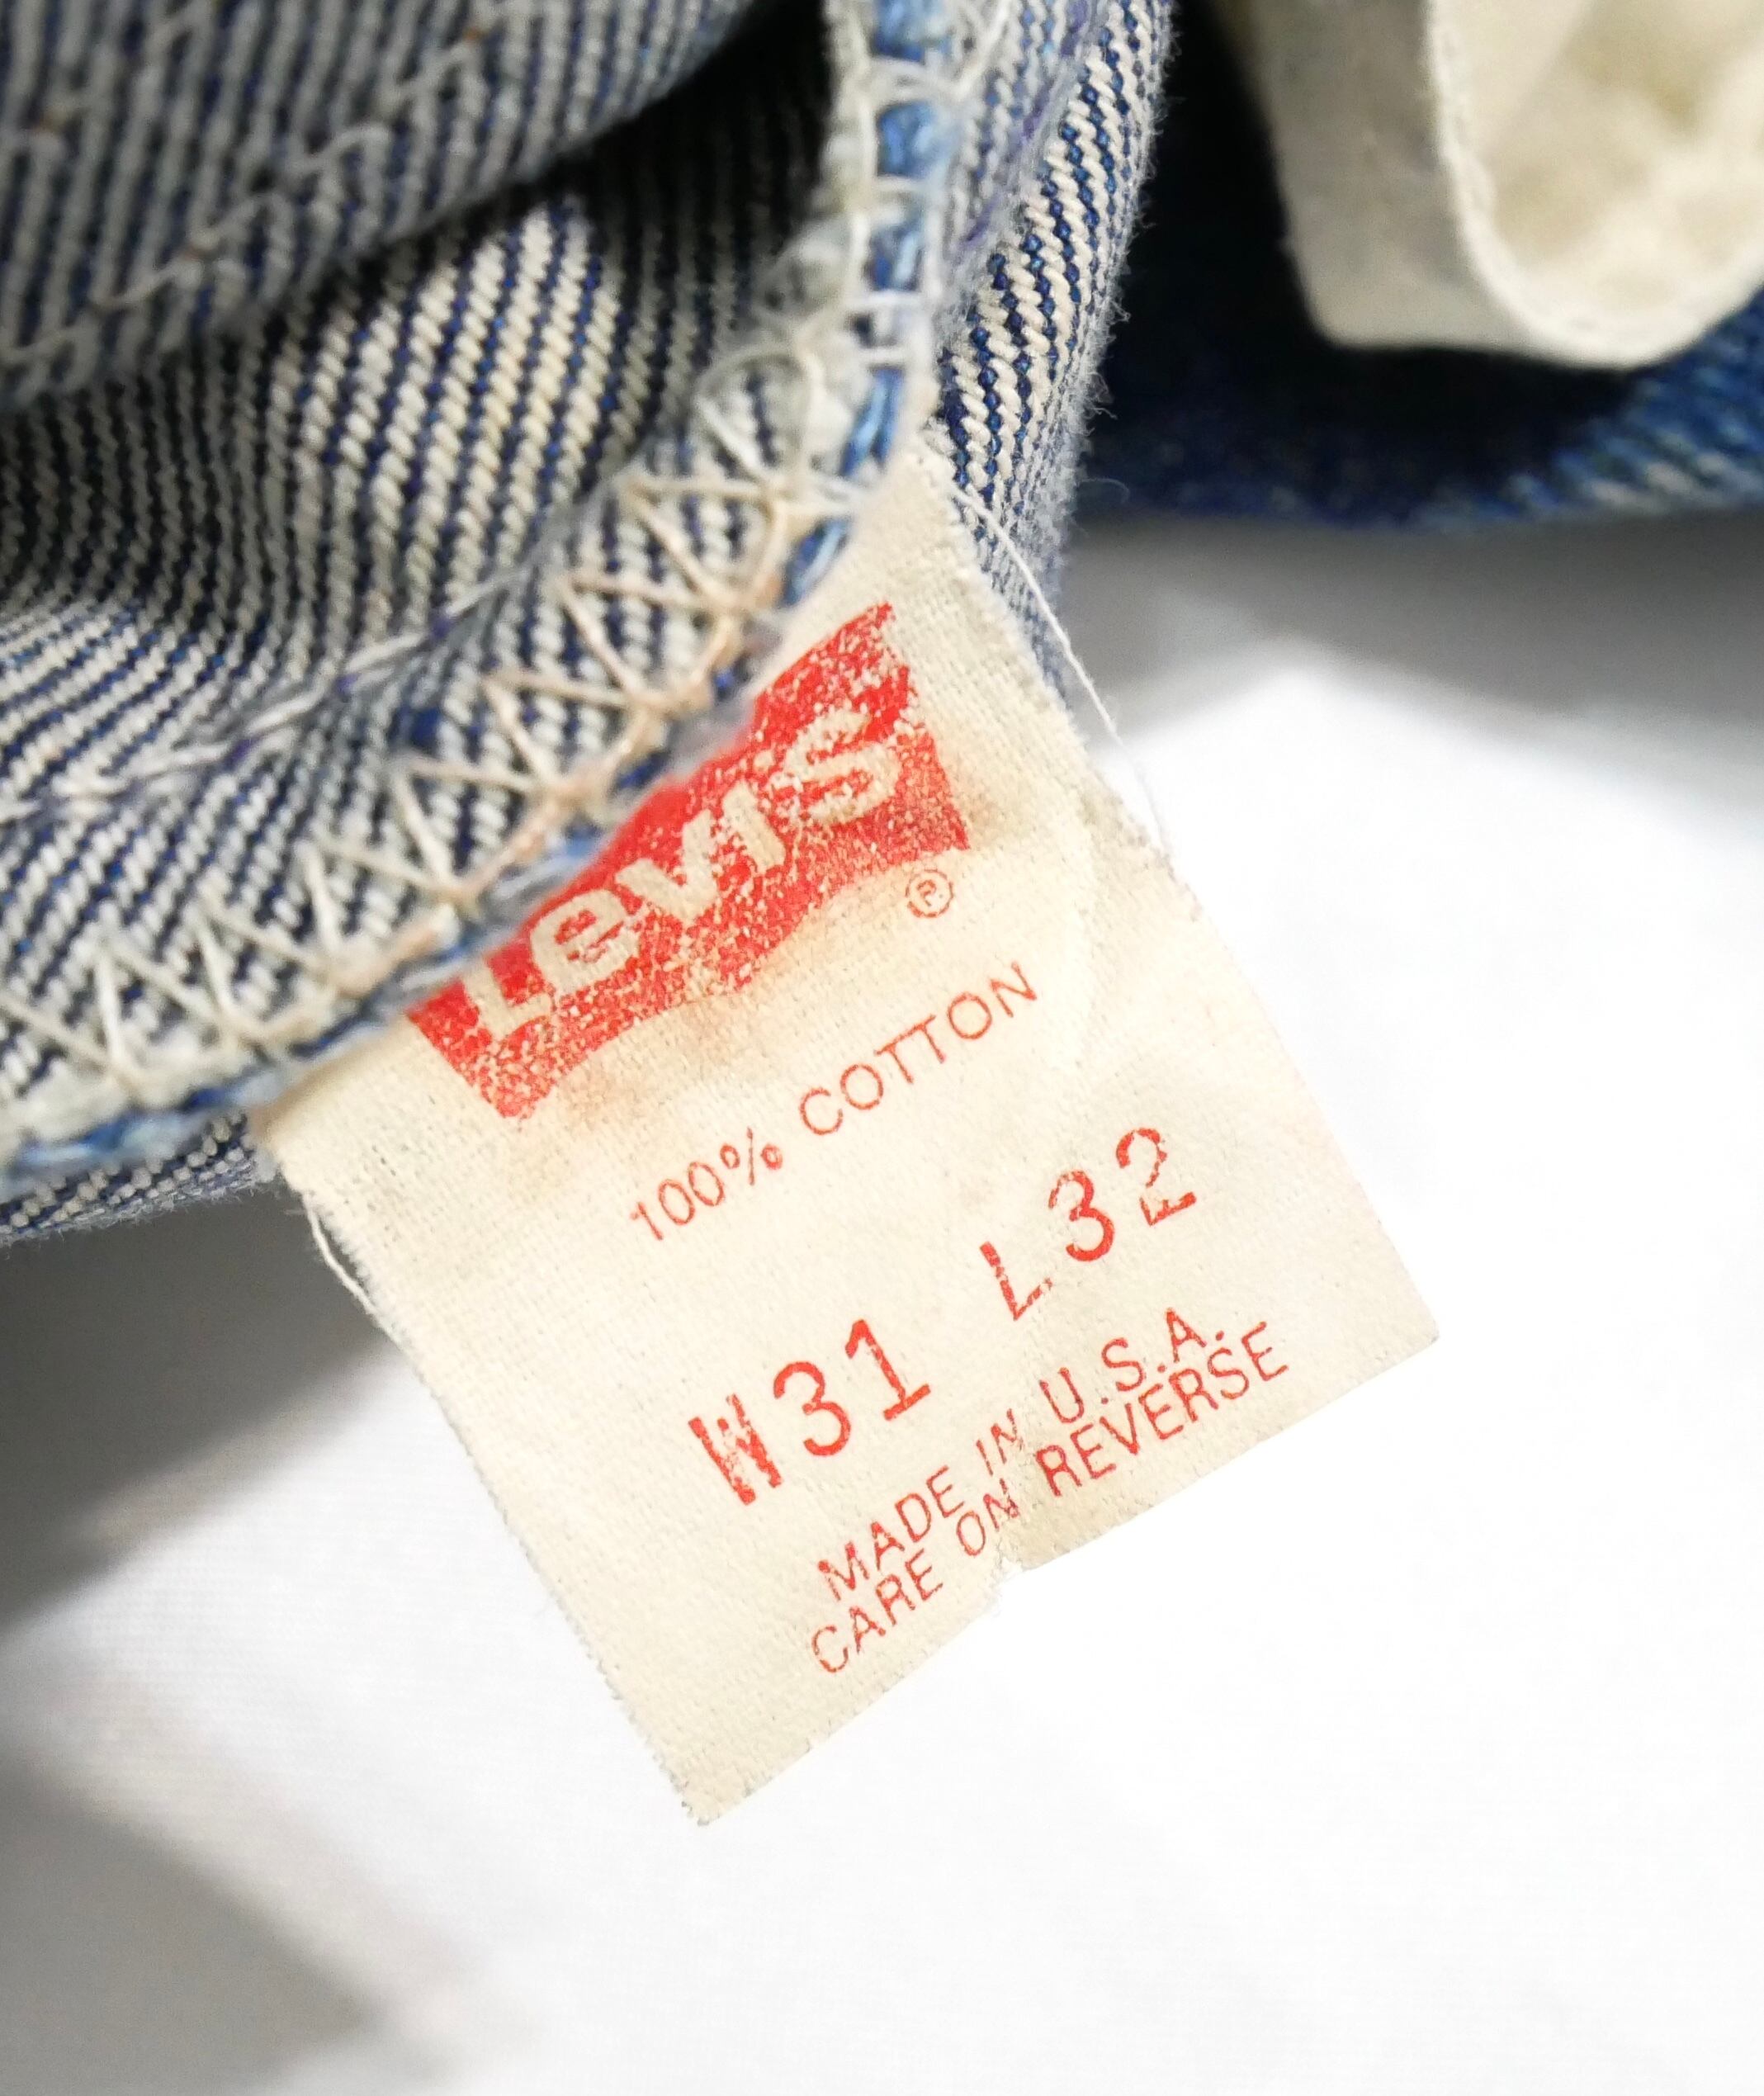 Levi's
®
100% COTTON
W31 L32
MADE IN U.S.A.
CARE ON REVERSE